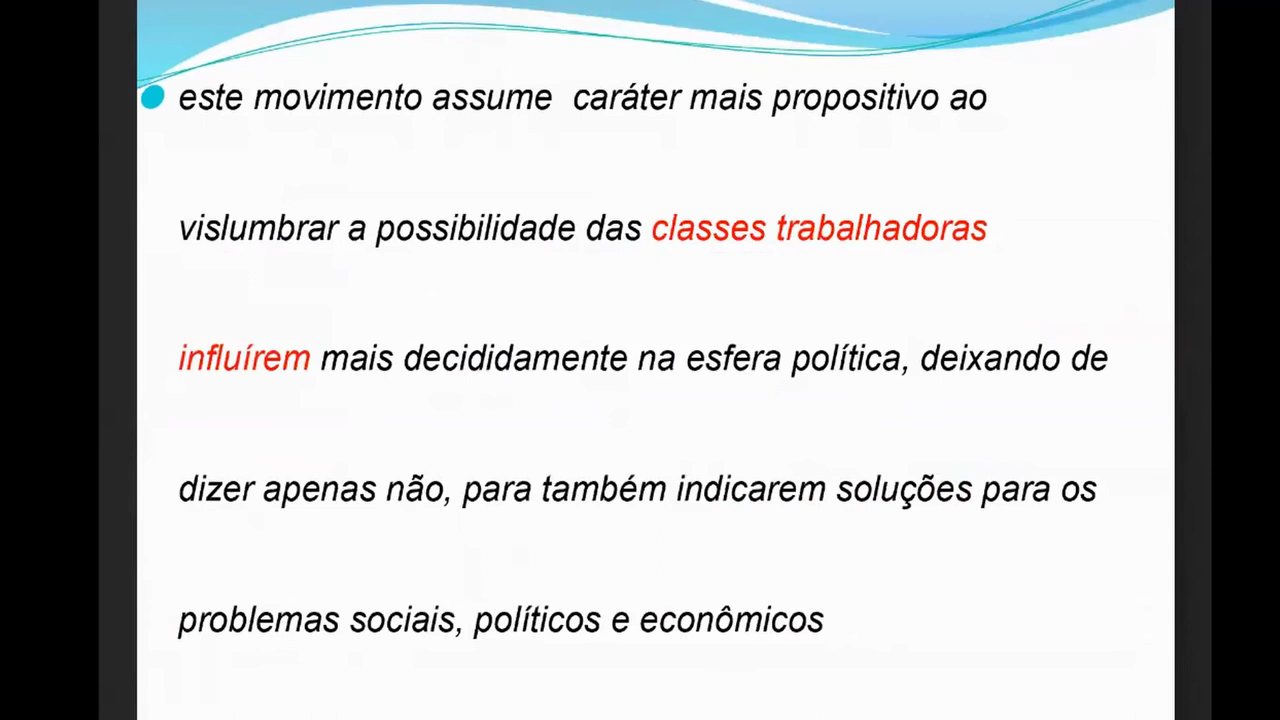 este movimento assume caráter mais propositivo ao
vislumbrar a possibilidade das classes trabalhadoras
influírem mais decididamente na esfera política, deixando de
dizer apenas não, para também indicarem soluções para os
problemas sociais, políticos e econômicos